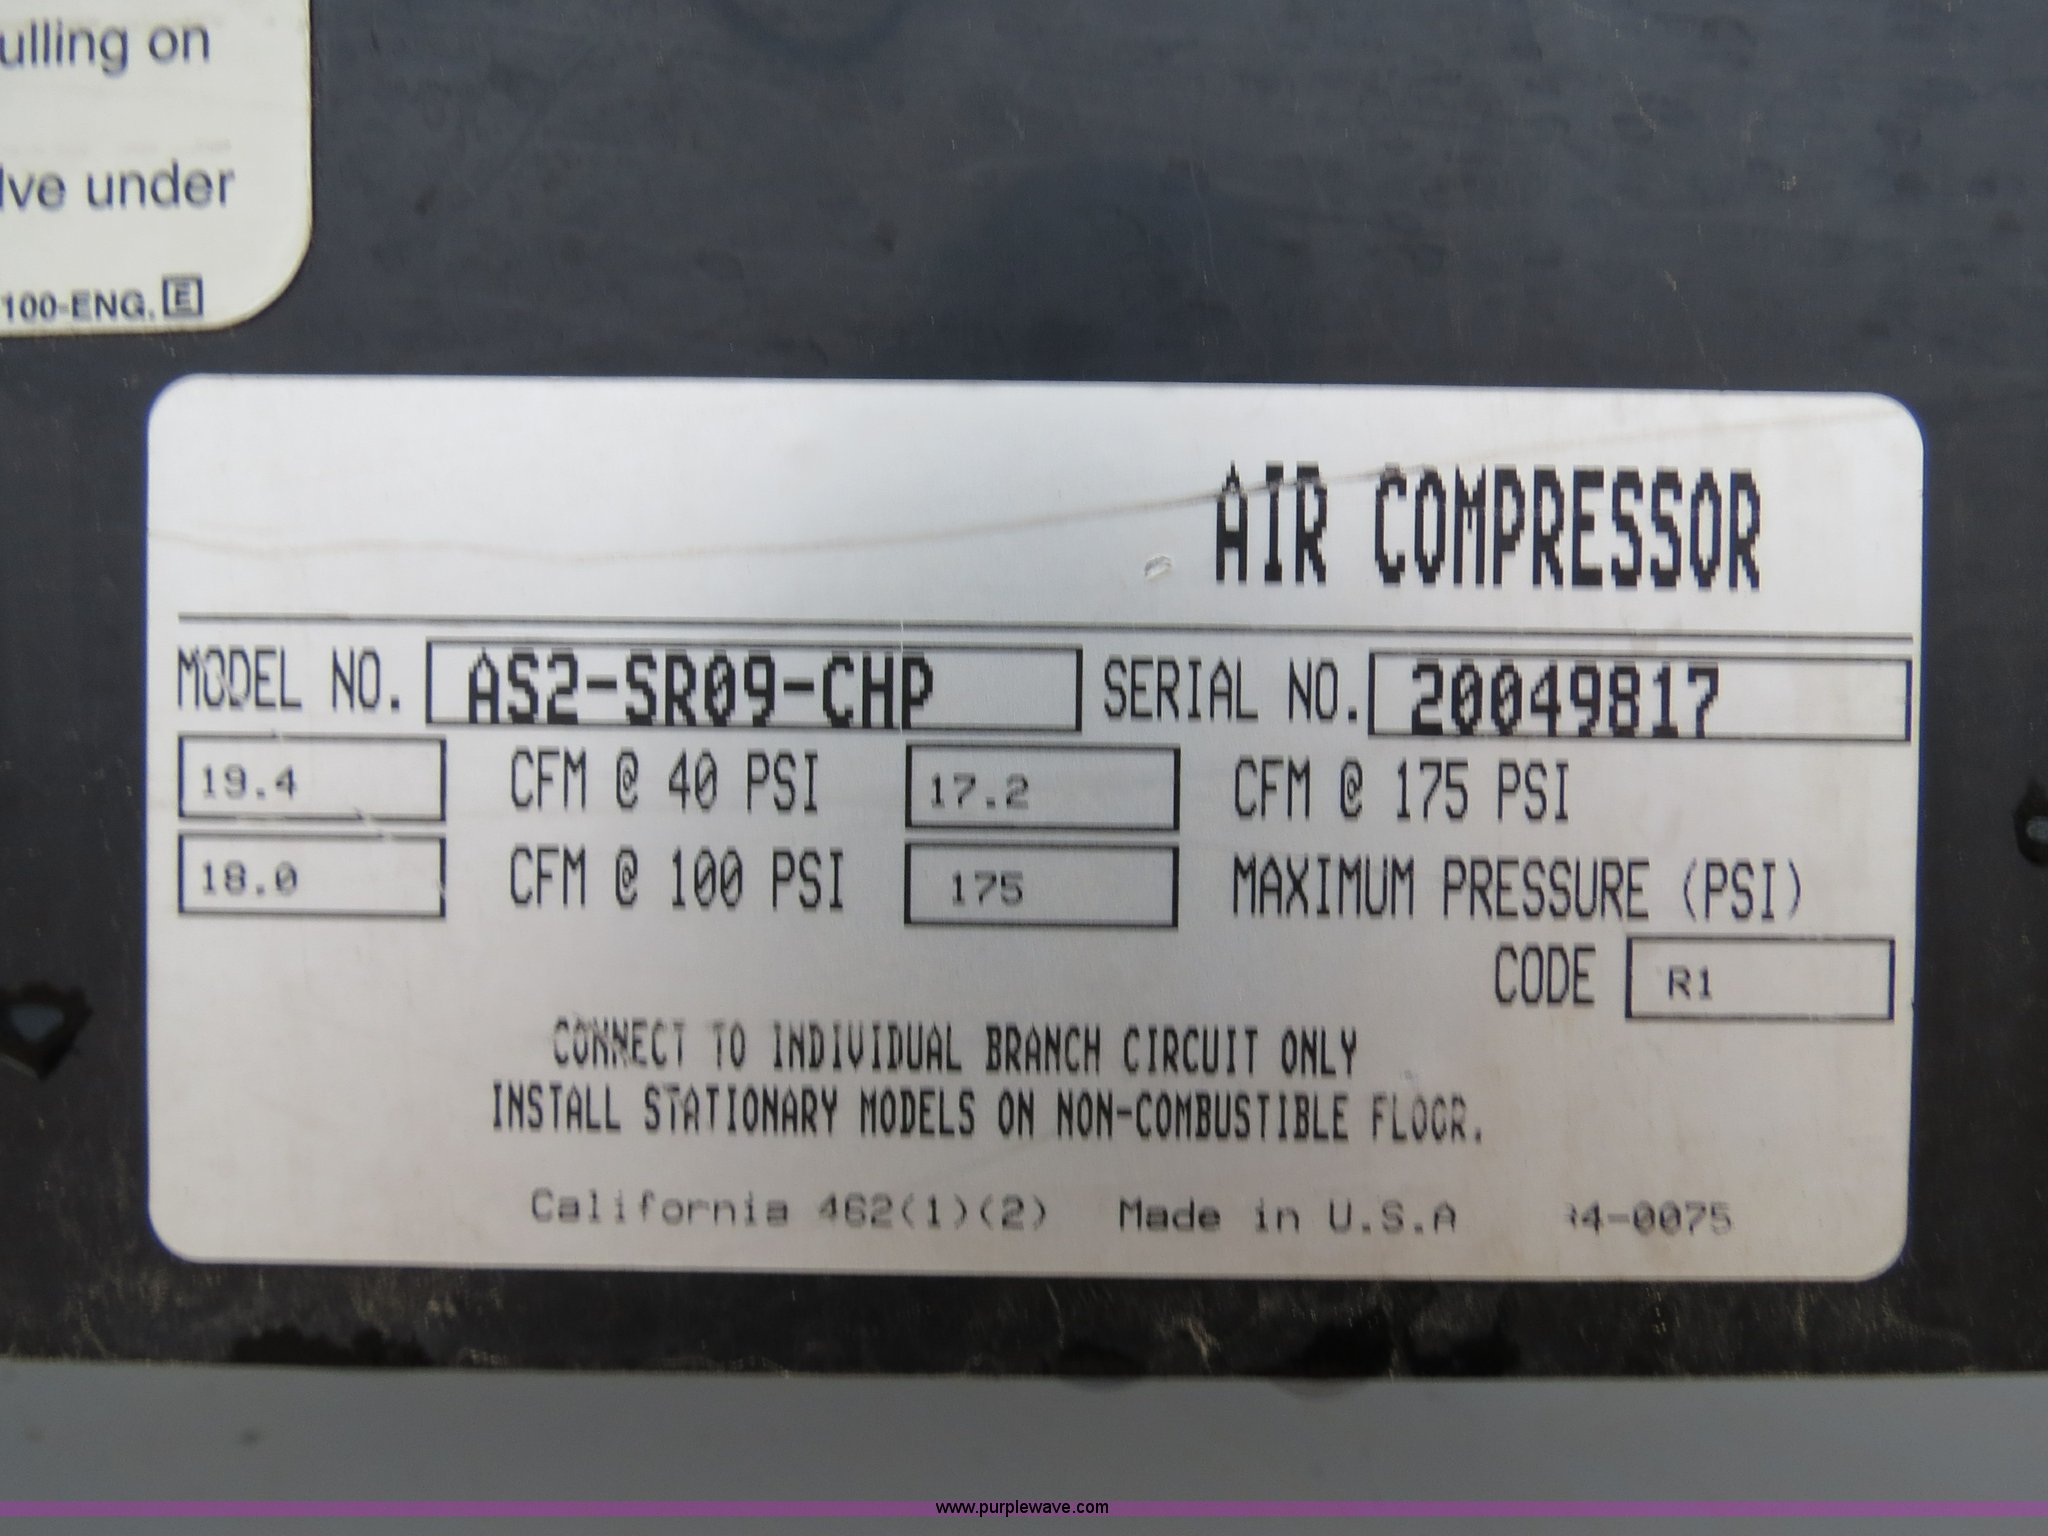 ulling on
lve under
100-ENG. E
AIR COMPRESSOR
MODEL NO. AS2-SR09-CHP SERIAL NO. 20049817
19.4 CFM @ 40 PSI 17.2 CFM @ 175 PSI
18.0 CFM @ 100 PSI 175 MAXIMUM PRESSURE (PSI)
CODE R1
CONNECT TO INDIVIDUAL BRANCH CIRCUIT ONLY
INSTALL STATIONARY MODELS ON NON-COMBUSTIBLE FLOOR.
California 462(1)(2) Made in U.S.A 4-0075
www.purplewave.com